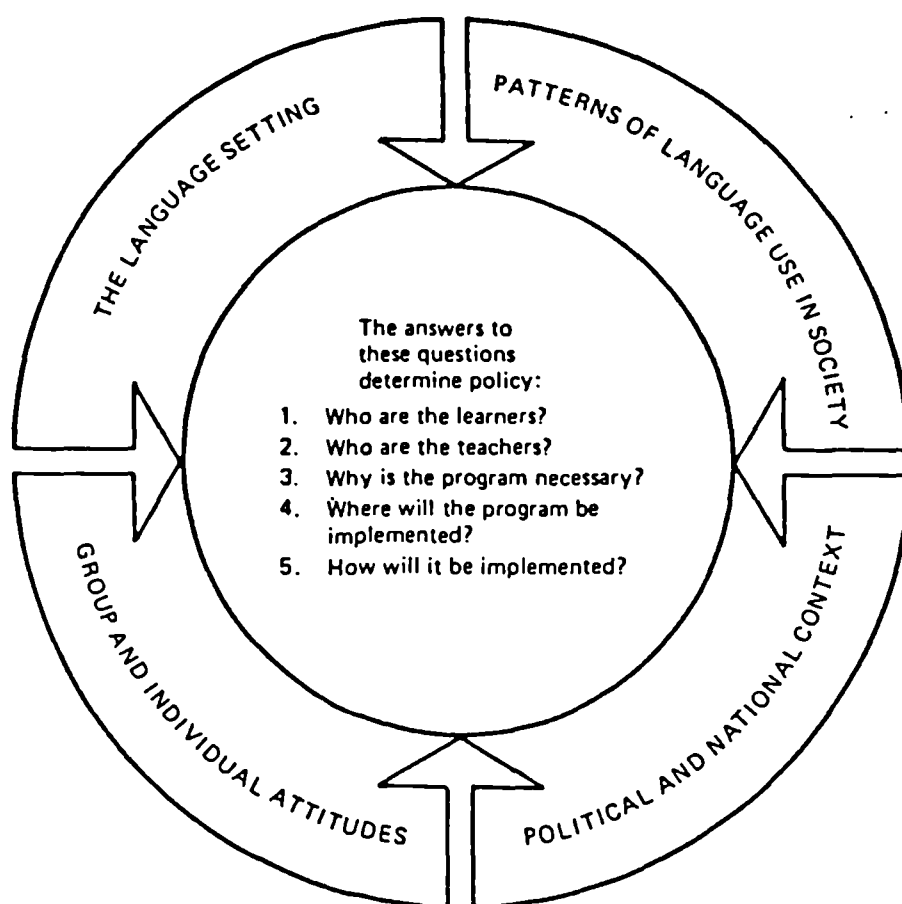 THE LANGUAGE SETTING
PATTERNS OF LANGUAGE USE IN SOCIETY
The answers to
these questions
determine policy:
1. Who are the learners?
2. Who are the teachers?
3. Why is the program necessary?
4. Where will the program be
implemented?
5. How will it be implemented?
GROUP AND INDIVIDUAL ATTITUDES
POLITICAL AND NATIONAL CONTEXT